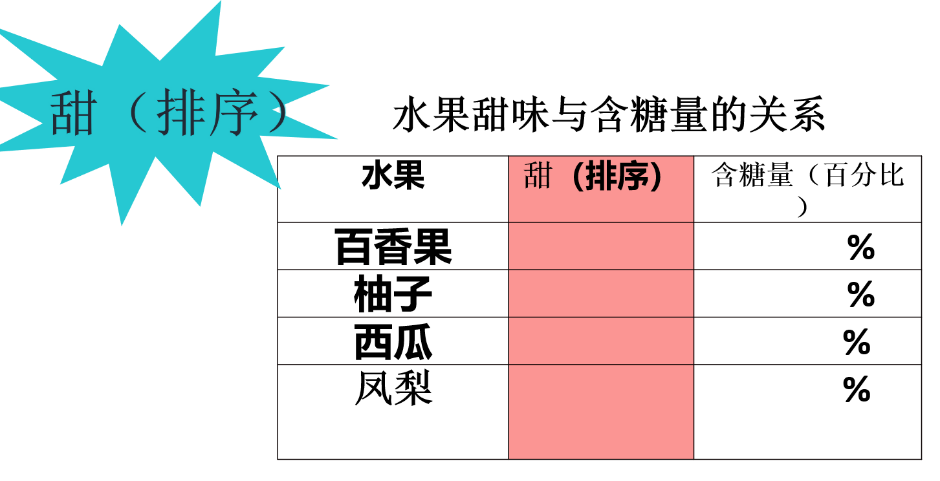 甜（排序）
水果甜味与含糖量的关系
水果 甜（排序） 含糖量（百分比
）
百香果 %
柚子 %
西瓜 %
凤梨 %